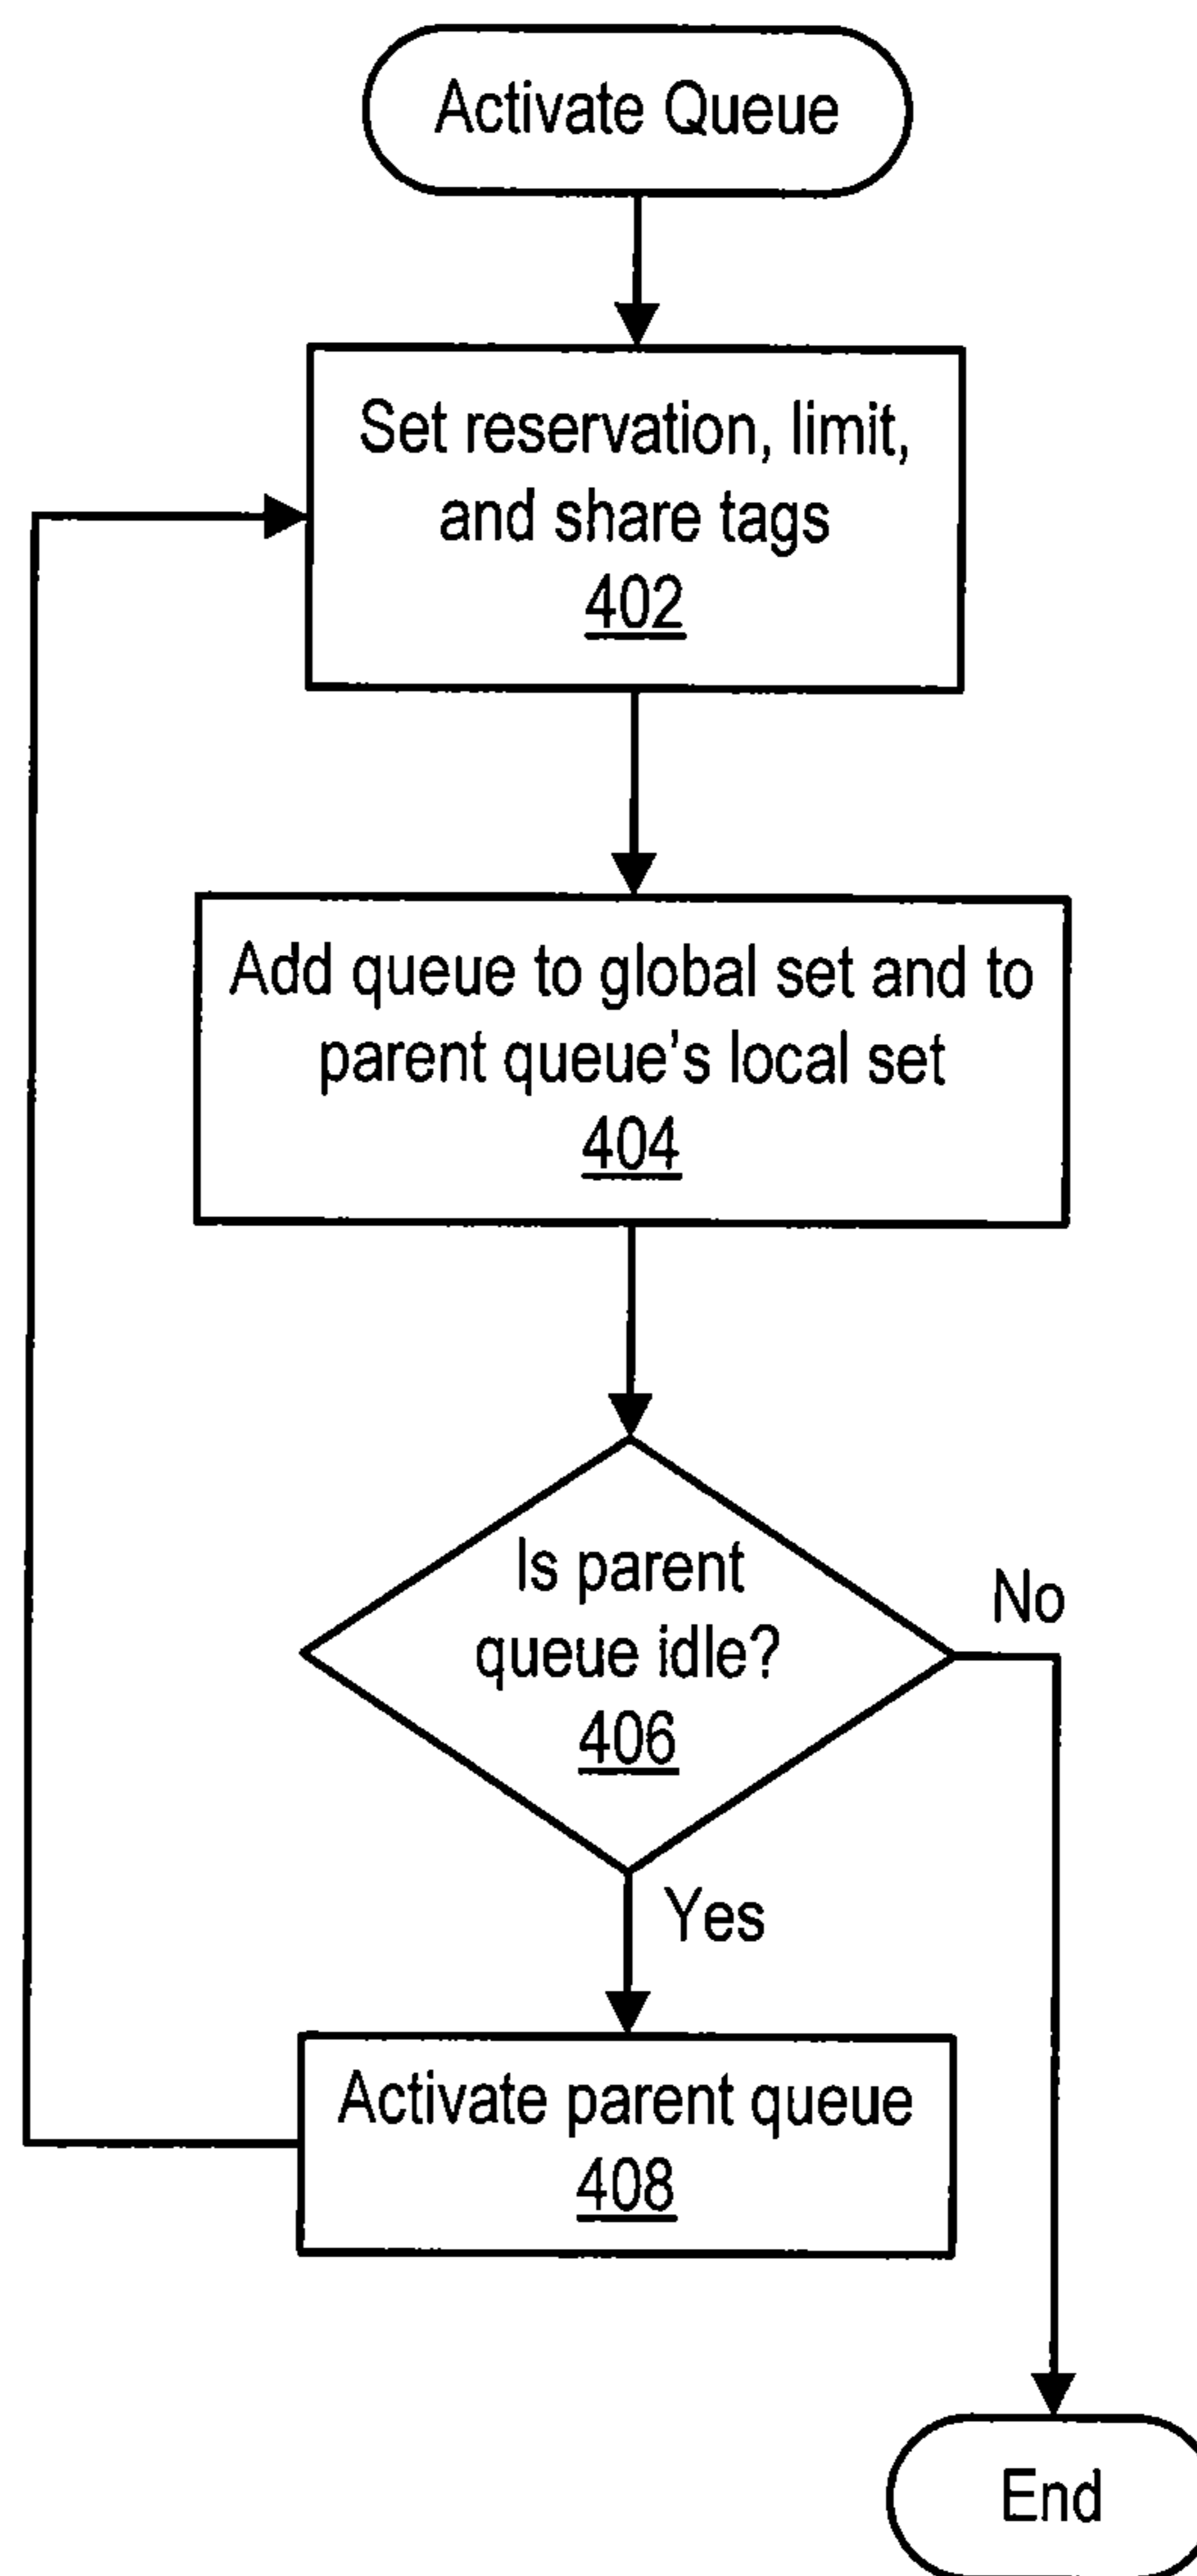 Activate Queue
Set reservation, limit,
and share tags
402
Add queue to global set and to
parent queue's local set
404
Is parent
queue idle?
406
No
Yes
Activate parent queue
408
End